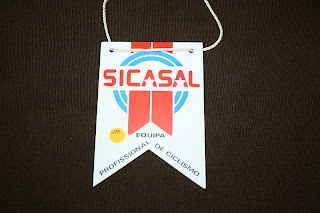 SICASAL
EQUIPA
PROFISSIONAL DE CICLISMO